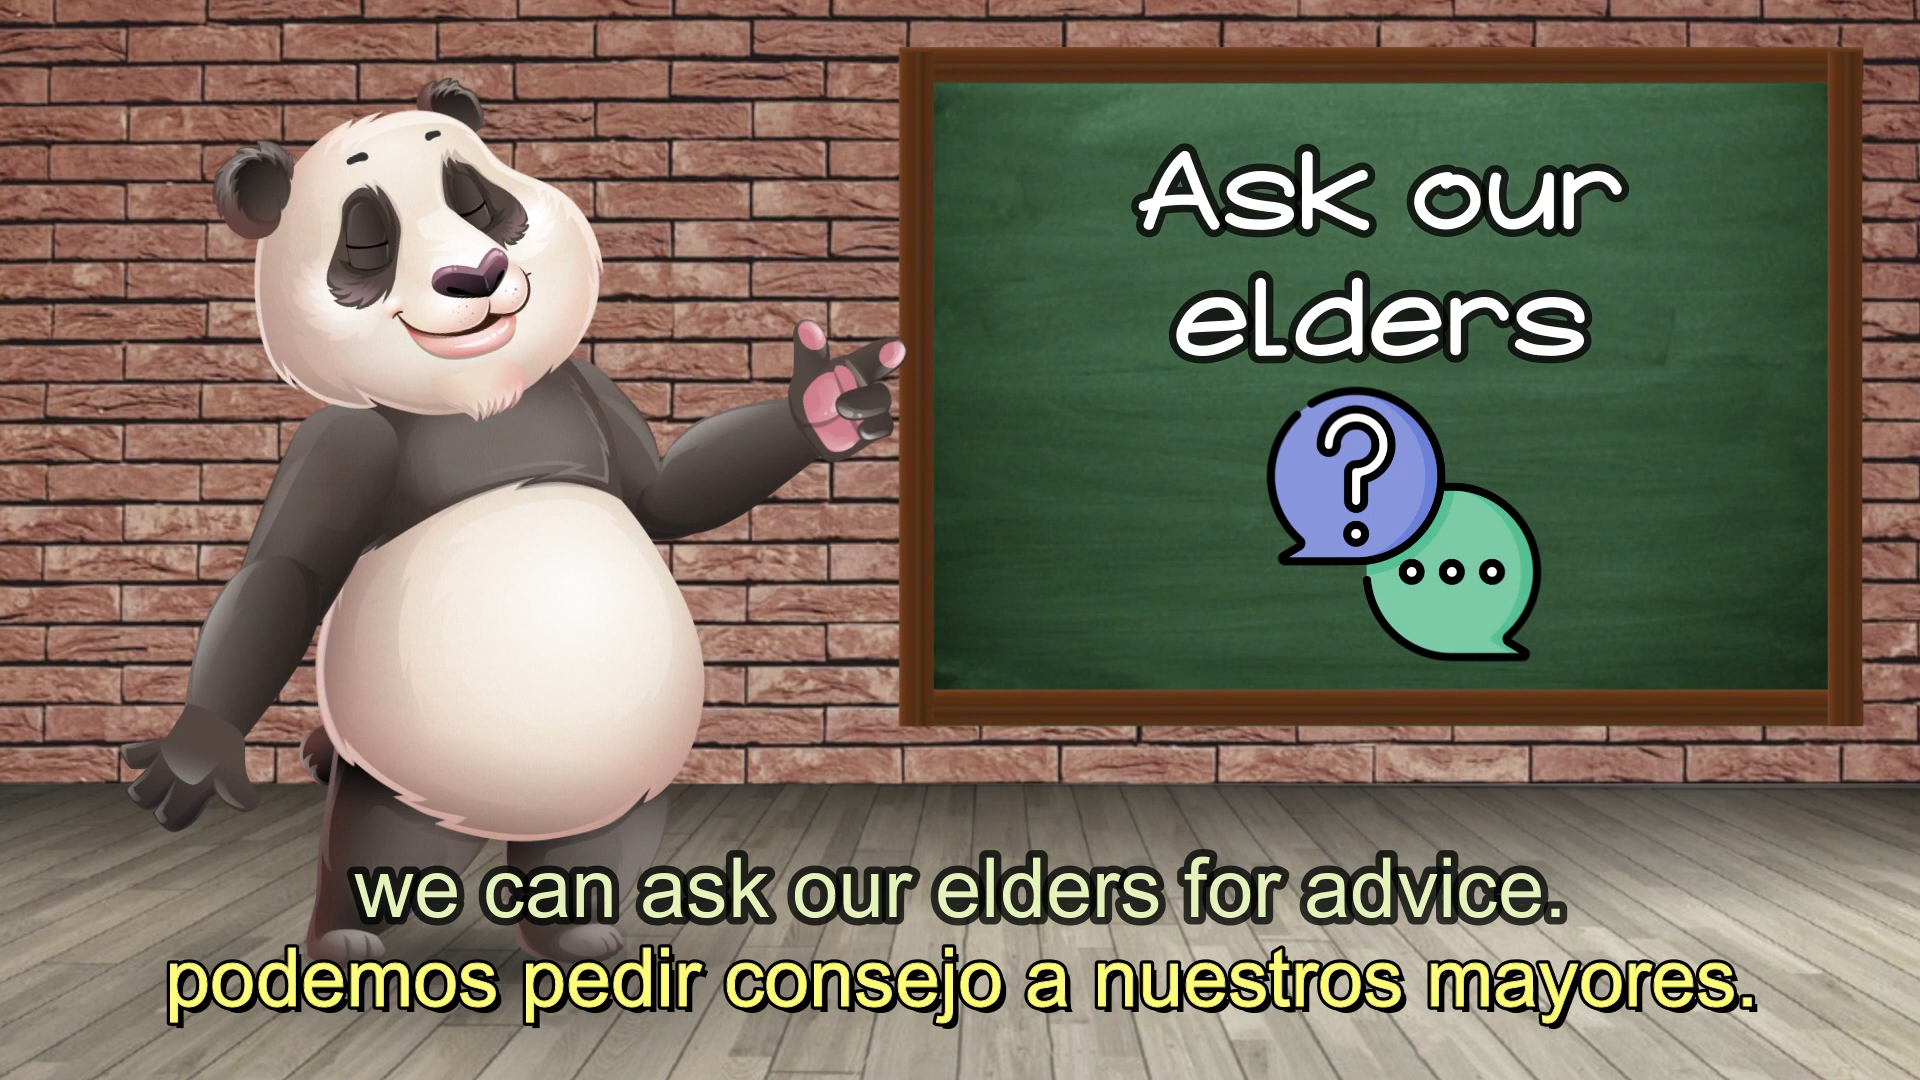 Ask our
elders
?
we can ask our elders for advice.
podemos pedir consejo a nuestros mayores.